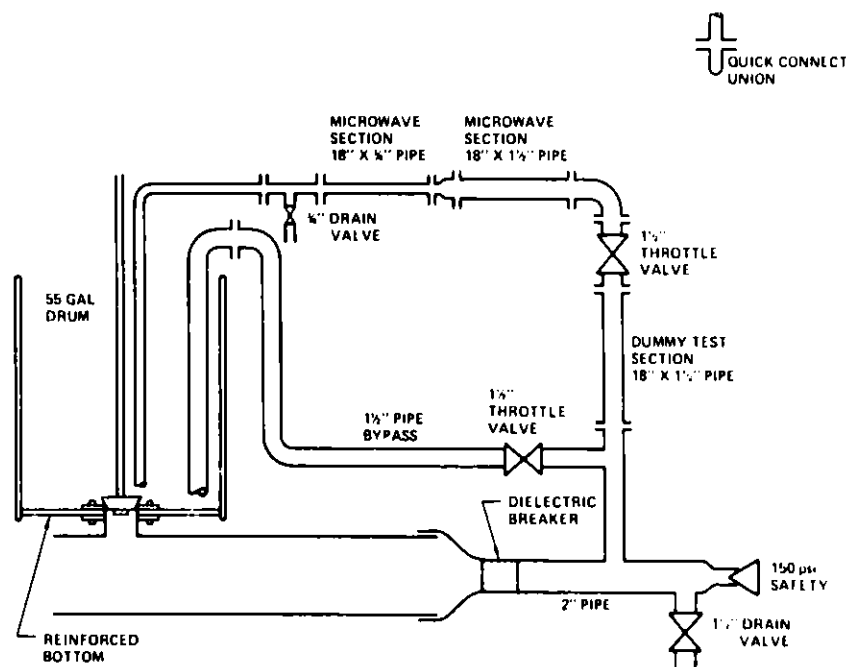 QUICK CONNECT
UNION
MICROWAVE
SECTION
18" X ¾" PIPE
MICROWAVE
SECTION
18" X 1½" PIPE
¾" DRAIN
VALVE
1½"
THROTTLE
VALVE
55 GAL
DRUM
DUMMY TEST
SECTION
18" X 1½" PIPE
1½"
THROTTLE
VALVE
1½" PIPE
BYPASS
DIELECTRIC
BREAKER
150 psi
SAFETY
2" PIPE
1½" DRAIN
VALVE
REINFORCED
BOTTOM